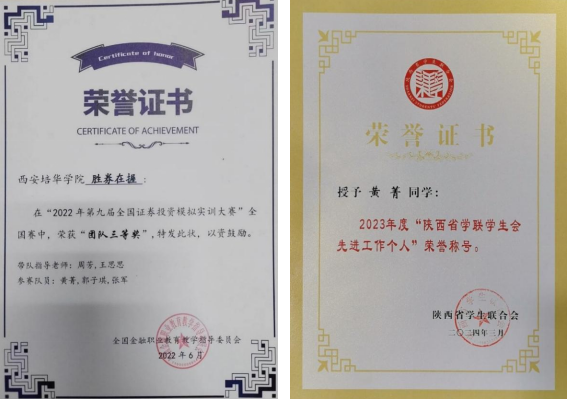 Certificate of Honor
荣誉证书
CERTIFICATE OF ACHIEVEMENT
西安培华学院 胜券在握：
在“2022年第九届全国证券投资模拟实训大赛”全
国赛中，荣获“团队三等奖”，特发此状，以资鼓励。
带队指导老师：周芳,王思思
参赛队员：黄菁,郭子琪,张军
全国金融职业教育教学指导委员会
2022年6月
荣誉证书
授予 黄菁 同学：
2023年度“陕西省学联学生会
先进工作个人”荣誉称号。
陕西省学生联合会
二〇二四年三月